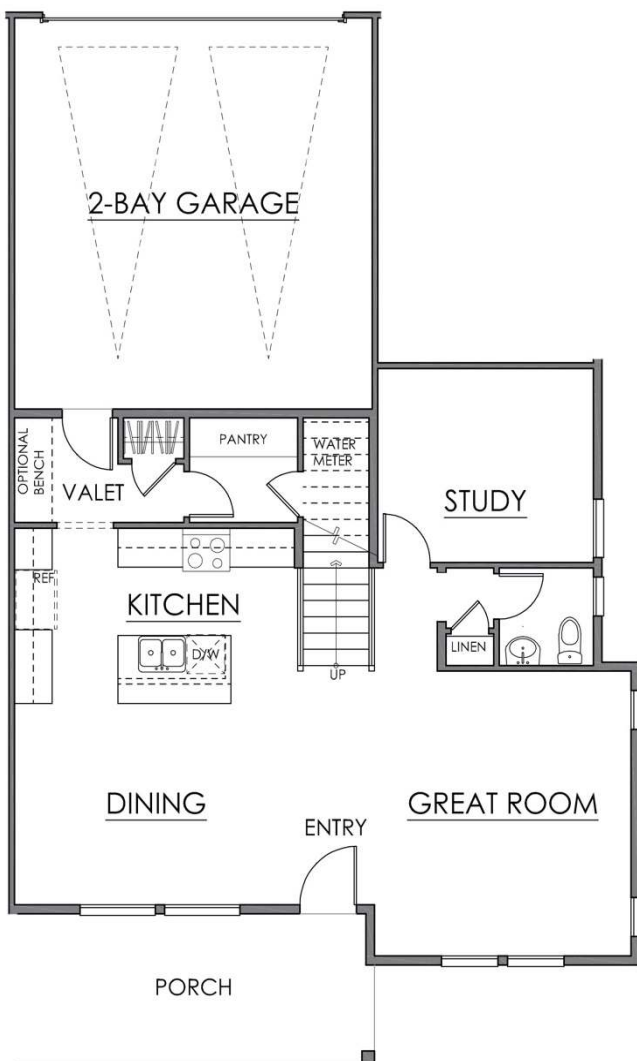 2-BAY GARAGE
OPTIONAL
BENCH
VALET
PANTRY
WATER
METER
STUDY
REF
KITCHEN
D/W
LINEN
UP
DINING
GREAT ROOM
ENTRY
PORCH